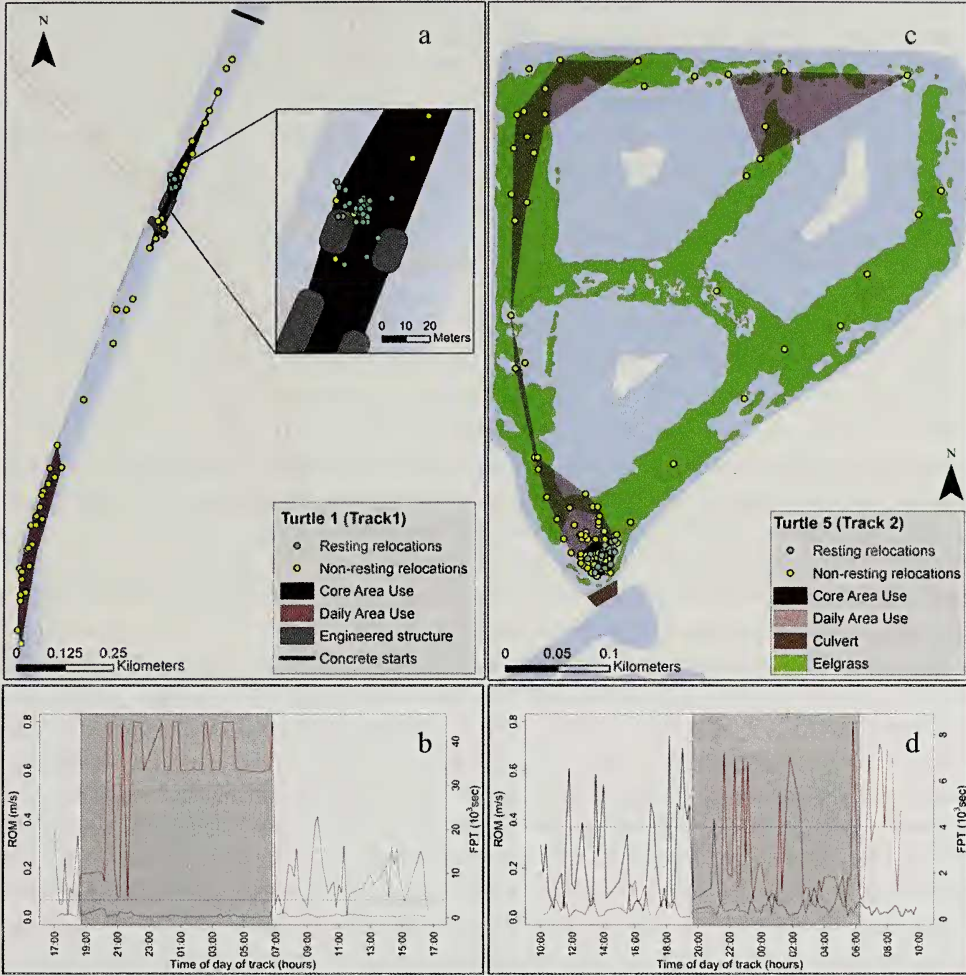 N
a
0 10 20
Meters
Turtle 1 (Track1)
Resting relocations
Non-resting relocations
Core Area Use
Daily Area Use
Engineered structure
Concrete starts
0 0.125 0.25
Kilometers
c
N
Turtle 5 (Track 2)
Resting relocations
Non-resting relocations
Core Area Use
Daily Area Use
Culvert
Eelgrass
0 0.05 0.1
Kilometers
b
ROM (m/s)
0.0 0.2 0.4 0.6 0.8
FPT (10³sec)
0 10 20 30 40
17:00 19:00 21:00 23:00 01:00 03:00 05:00 07:00 09:00 11:00 13:00 15:00 17:00
Time of day of track (hours)
d
ROM (m/s)
0.0 0.2 0.4 0.6 0.8
FPT (10³sec)
0 2 4 6 8
10:00 12:00 14:00 16:00 18:00 20:00 22:00 00:00 02:00 04:00 06:00 08:00 10:00
Time of day of track (hours)